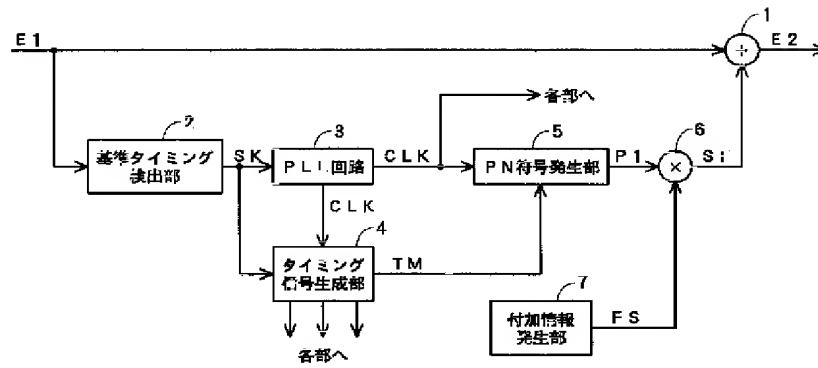 1
E1
E2
各部へ
2
3
5
6
基準タイミング
検出部
SK
PLL回路
CLK
PN符号発生部
P1
×
Si
CLK
4
タイミング
信号生成部
TM
7
付加情報
発生部
FS
各部へ